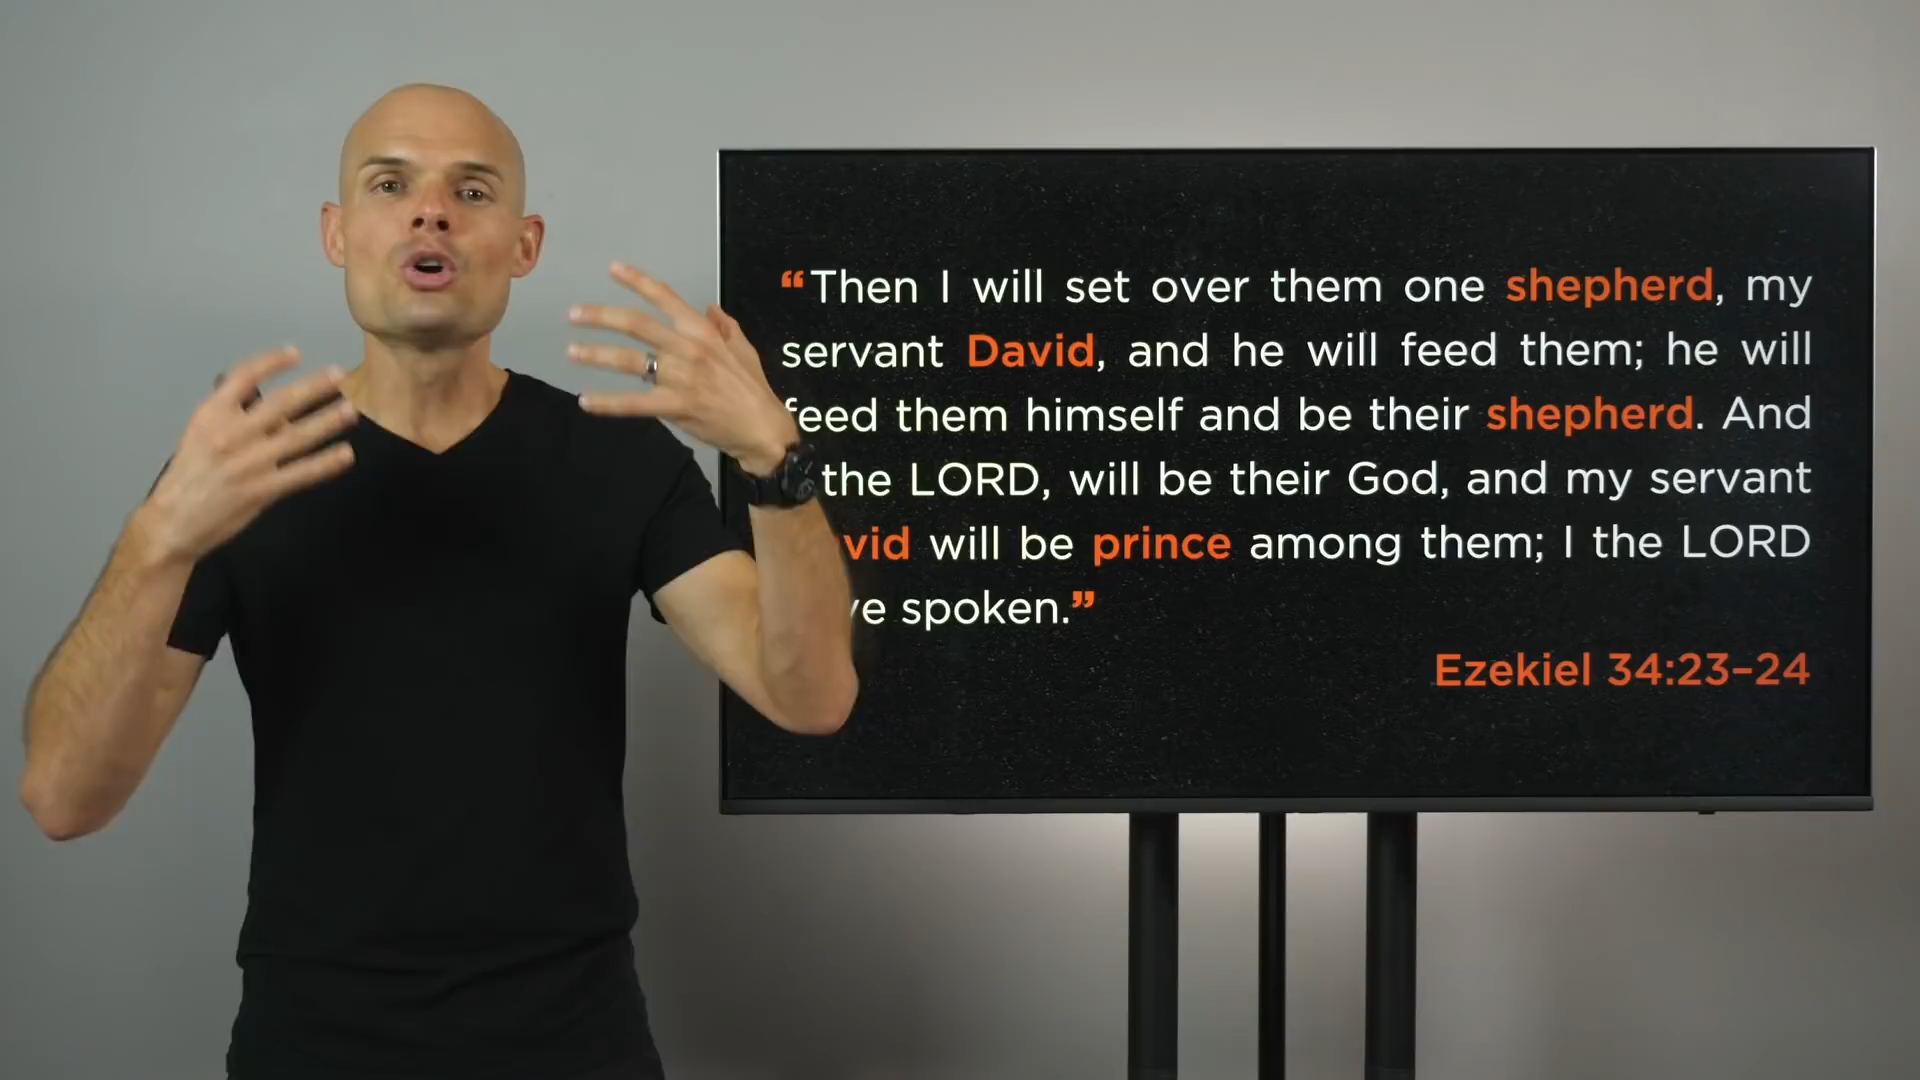 “Then I will set over them one shepherd, my
servant David, and he will feed them; he will
feed them himself and be their shepherd. And
the LORD, will be their God, and my servant
vid will be prince among them; I the LORD
ve spoken.”
Ezekiel 34:23–24